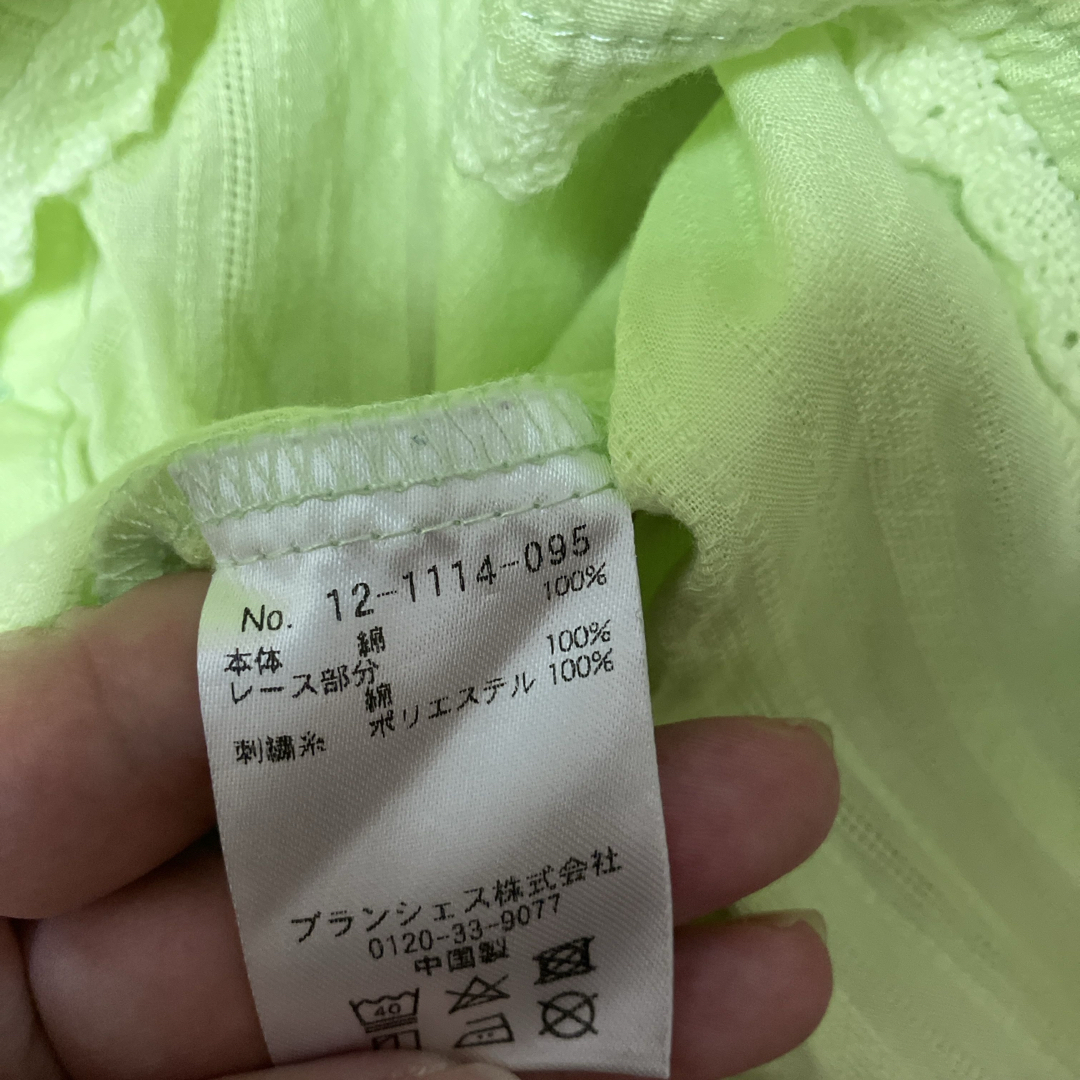 No. 12-1114-095
本体 綿 100%
レース部分
綿 100%
刺繍糸 ポリエステル 100%
ブランシェス株式会社
0120-33-9077
中国製
40